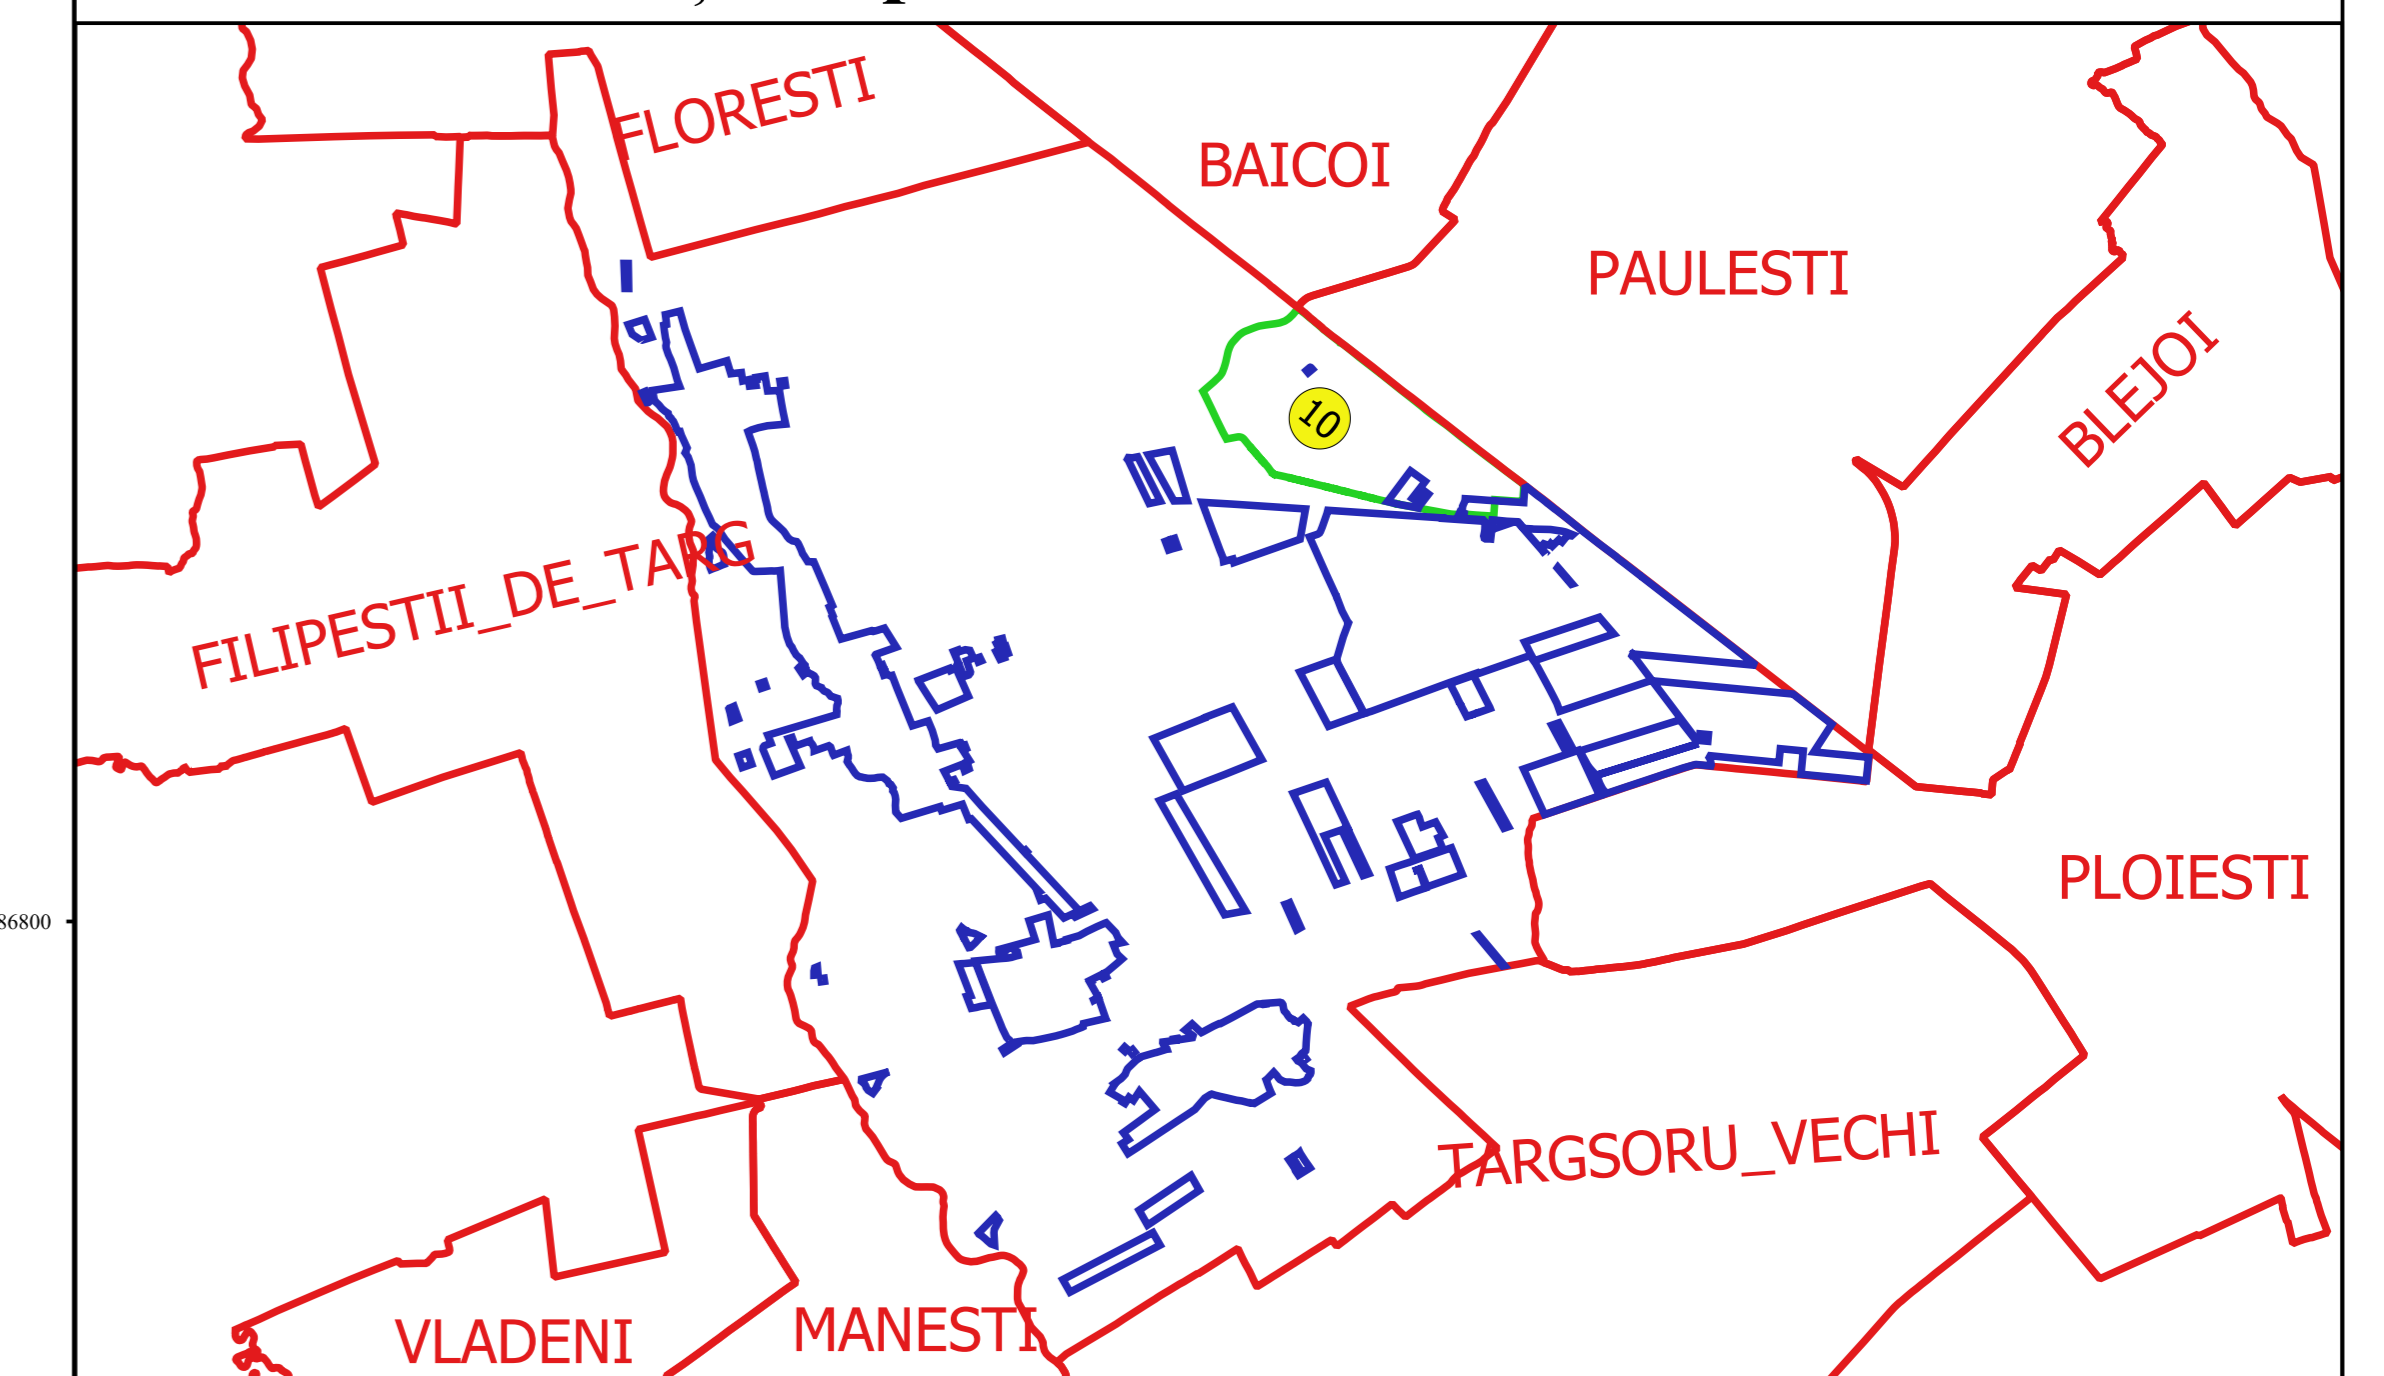 FLORESTI
BAICOI
PAULESTI
BLEJOI
10
FILIPESTII_DE_TARG
PLOIESTI
86800
TARGSORU_VECHI
MANESTI
VLADENI